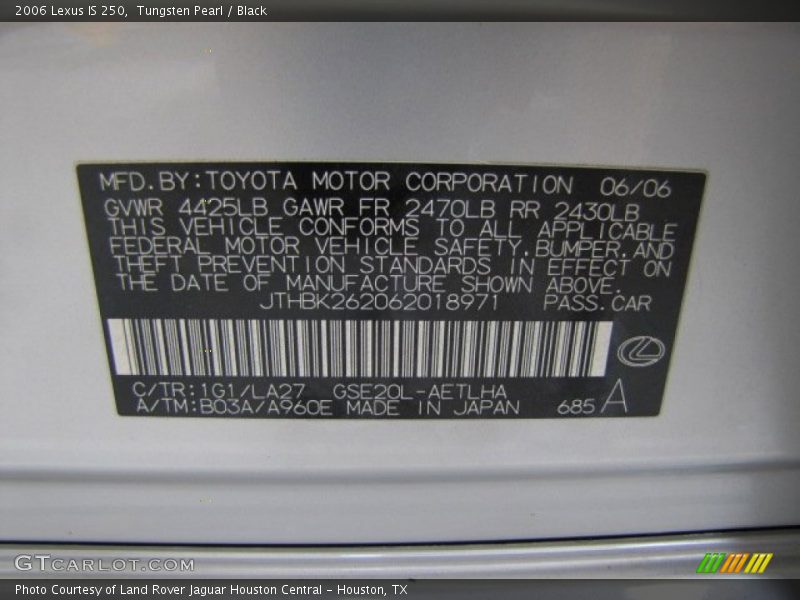 2006 Lexus IS 250,  Tungsten Pearl / Black
MFD.BY:TOYOTA MOTOR CORPORATION 06/06
GVWR 4425LB GAWR FR 2470LB RR 2430LB
THIS VEHICLE CONFORMS TO ALL APPLICABLE
FEDERAL MOTOR VEHICLE SAFETY,BUMPER,AND
THEFT PREVENTION STANDARDS IN EFFECT ON
THE DATE OF MANUFACTURE SHOWN ABOVE.
JTHBK262062018971 PASS.CAR
C/TR:1G1/LA27 GSE20L-AETLHA
A/TM:B03A/A960E MADE IN JAPAN 685 A
GTCARLOT.COM
Photo Courtesy of Land Rover Jaguar Houston Central - Houston, TX